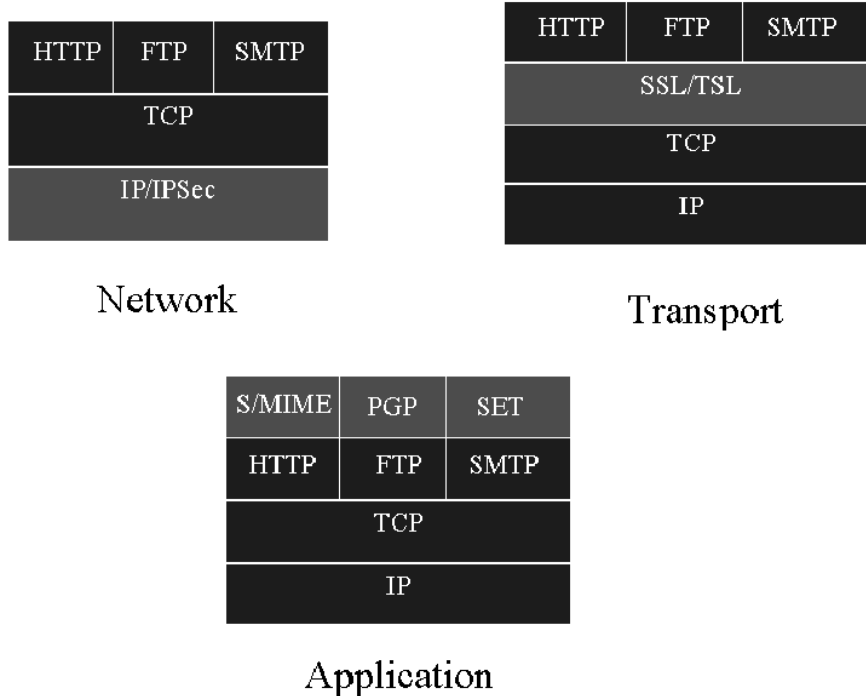 HTTP FTP SMTP
TCP
IP/IPSec
Network
HTTP FTP SMTP
SSL/TSL
TCP
IP
Transport
S/MIME PGP SET
HTTP FTP SMTP
TCP
IP
Application